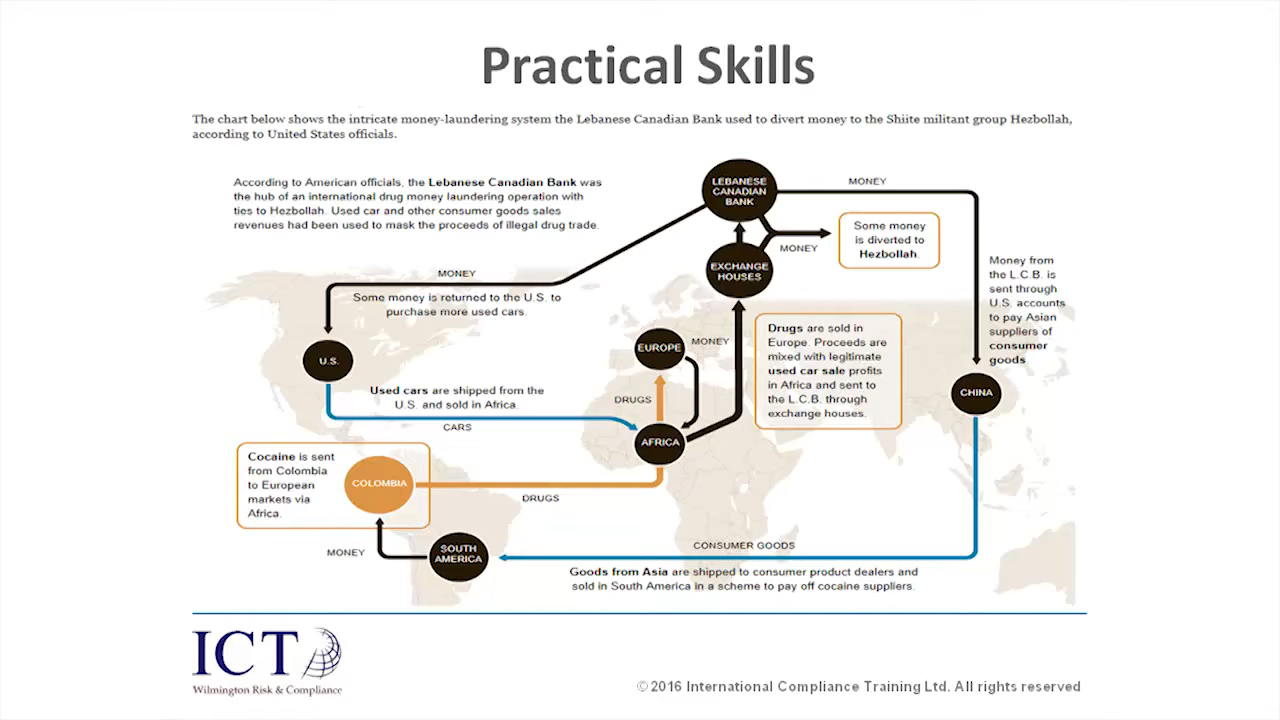 Practical Skills
The chart below shows the intricate money-laundering system the Lebanese Canadian Bank used to divert money to the Shiite militant group Hezbollah,
according to United States officials.
According to American officials, the Lebanese Canadian Bank was
the hub of an international drug money laundering operation with
ties to Hezbollah. Used car and other consumer goods sales
revenues had been used to mask the proceeds of illegal drug trade.
LEBANESE
CANADIAN
BANK
MONEY
Some money
is diverted to
Hezbollah.
MONEY
EXCHANGE
HOUSES
Money from
the L.C.B. is
sent through
U.S. accounts
to pay Asian
suppliers of
consumer
goods
MONEY
Some money is returned to the U.S. to
purchase more used cars.
U.S.
EUROPE
MONEY
Drugs are sold in
Europe. Proceeds are
mixed with legitimate
used car sale profits
in Africa and sent to
the L.C.B. through
exchange houses.
CHINA
Used cars are shipped from the
U.S. and sold in Africa.
CARS
DRUGS
AFRICA
Cocaine is sent
from Colombia
to European
markets via
Africa.
COLOMBIA
DRUGS
MONEY
SOUTH
AMERICA
CONSUMER GOODS
Goods from Asia are shipped to consumer product dealers and
sold in South America in a scheme to pay off cocaine suppliers.
ICT
Wilmington Risk & Compliance
©2016 International Compliance Training Ltd. All rights reserved